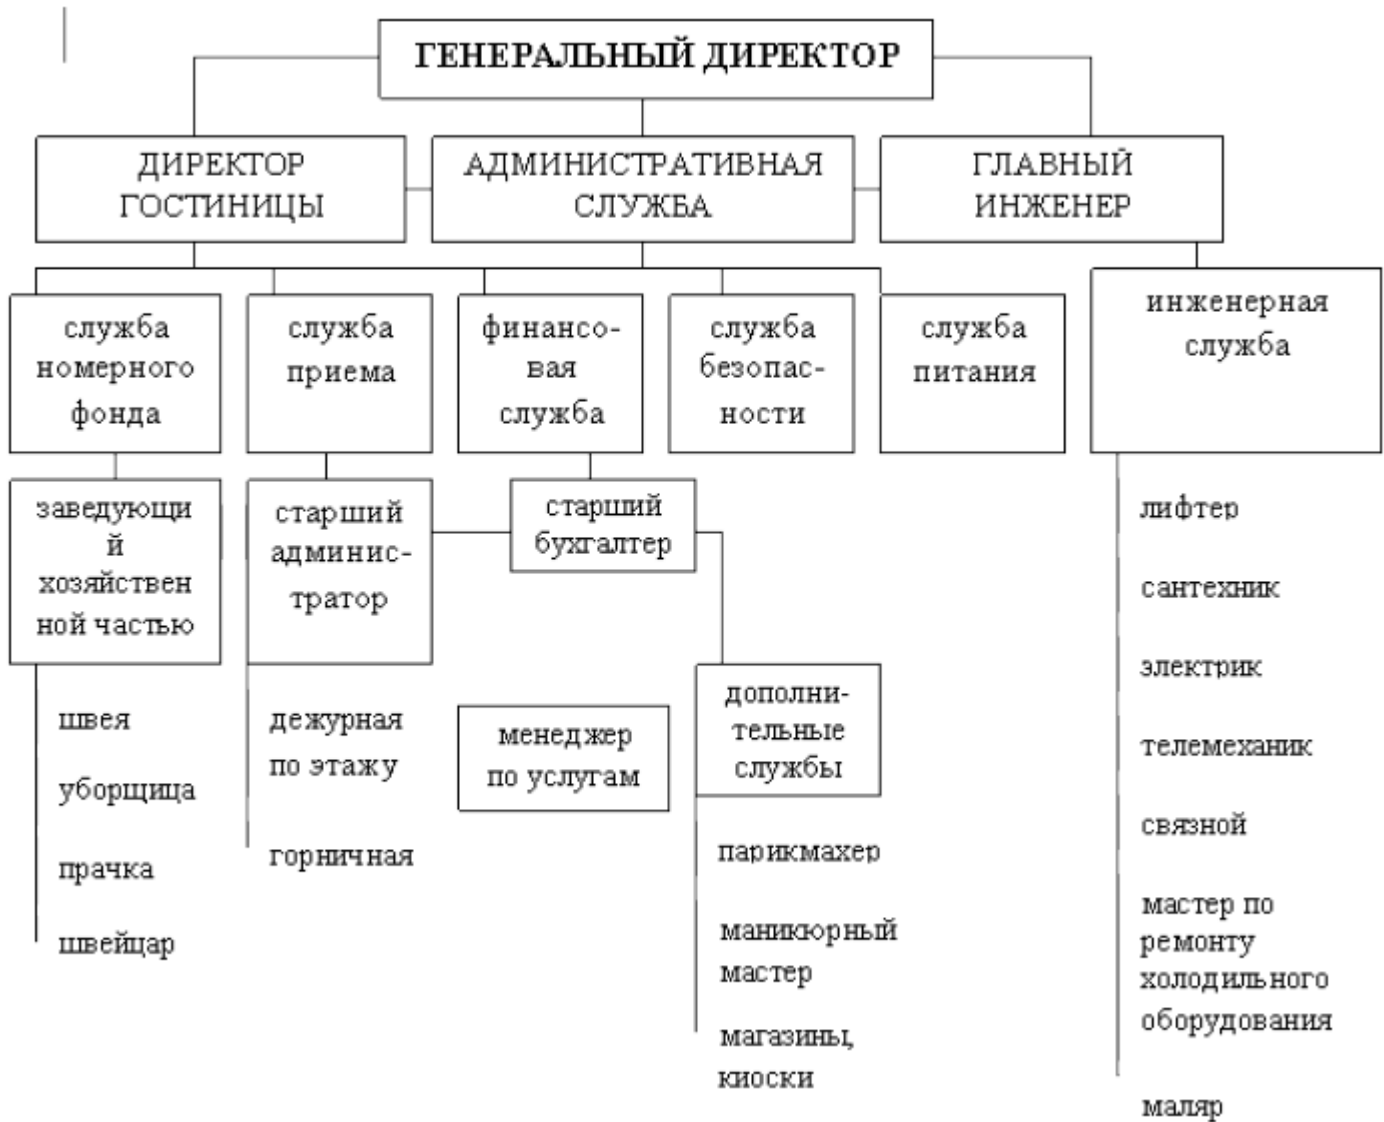 ГЕНЕРАЛЬНЫЙ ДИРЕКТОР
ДИРЕКТОР
ГОСТИНИЦЫ
АДМИНИСТРАТИВНАЯ
СЛУЖБА
ГЛАВНЫЙ
ИНЖЕНЕР
служба
номерного
фонда
служба
приема
финансо-
вая
служба
служба
безопас-
ности
служба
питания
инженерная
служба
заведующи
й
хозяйствен
ной частью
старший
админис-
тратор
старший
бухгалтер
швея
уборщица
прачка
швейцар
дежурная
по этажу
горничная
менеджер
по услугам
дополни-
тельные
службы
парикмахер
маникюрный
мастер
магазины,
киоски
лифтер
сантехник
электрик
телемеханик
связной
мастер по
ремонту
холодильного
оборудования
маляр